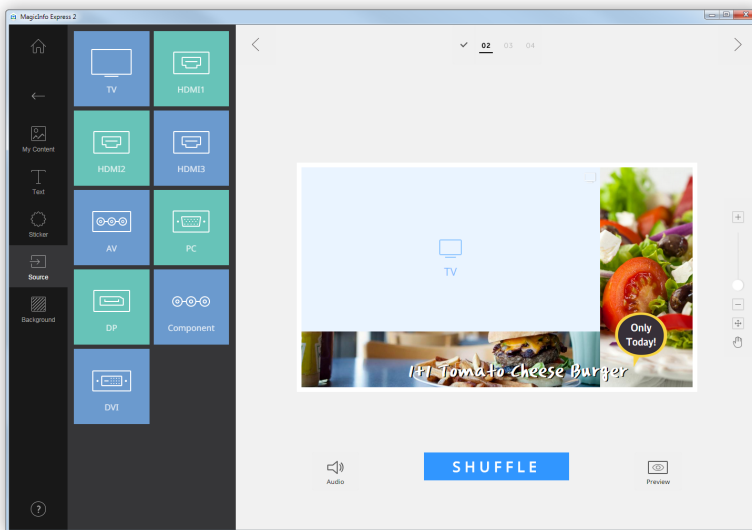 MagicInfo Express 2
My Content
Text
Sticker
Source
Background
?
TV
HDMI1
HDMI2
HDMI3
AV
PC
DP
Component
DVI
02 03 04
TV
Only
Today!
1+1 Tomato Cheese Burger
Audio
SHUFFLE
Preview